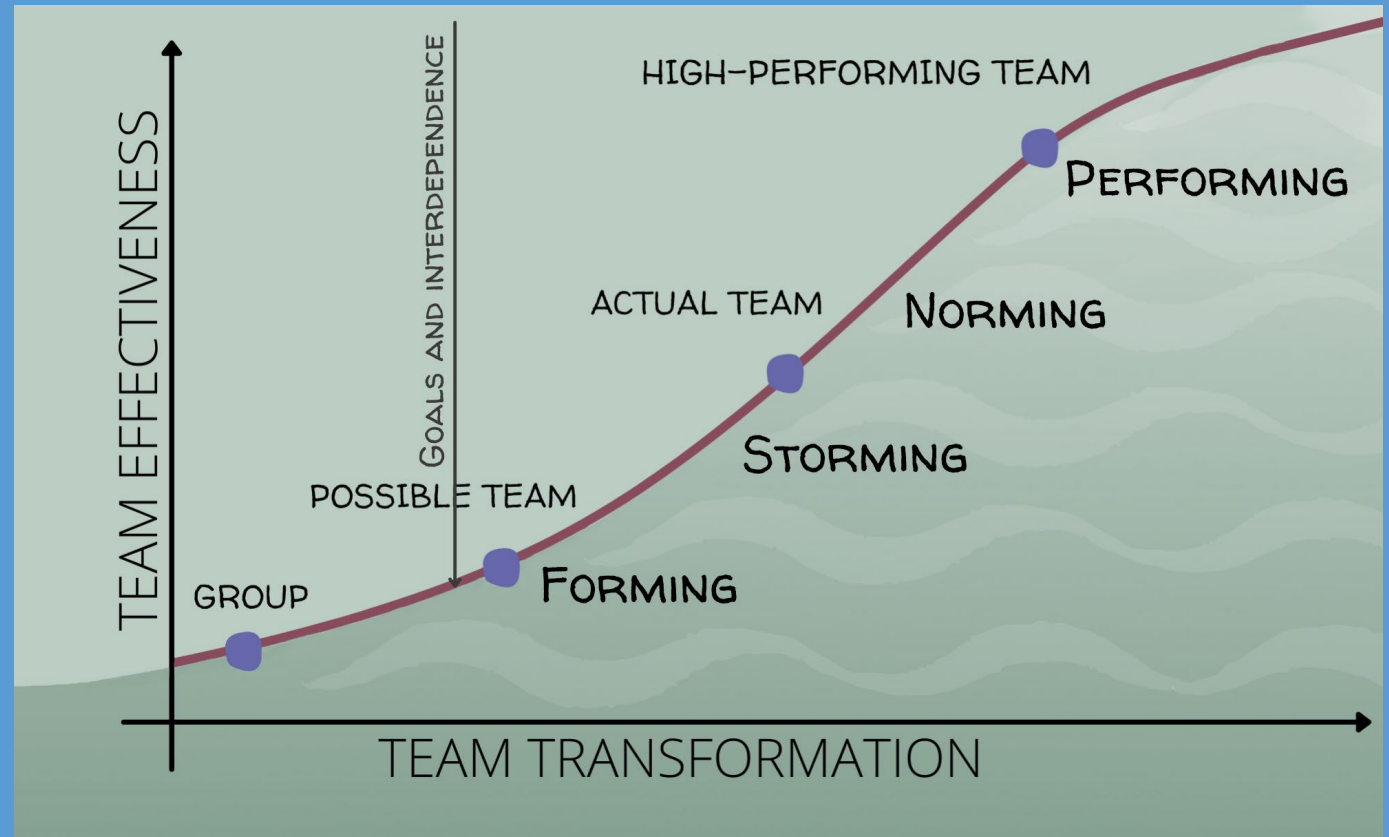 TEAM EFFECTIVENESS
GOALS AND INTERDEPENDENCE
HIGH-PERFORMING TEAM
PERFORMING
ACTUAL TEAM
NORMING
STORMING
POSSIBLE TEAM
FORMING
GROUP
TEAM TRANSFORMATION